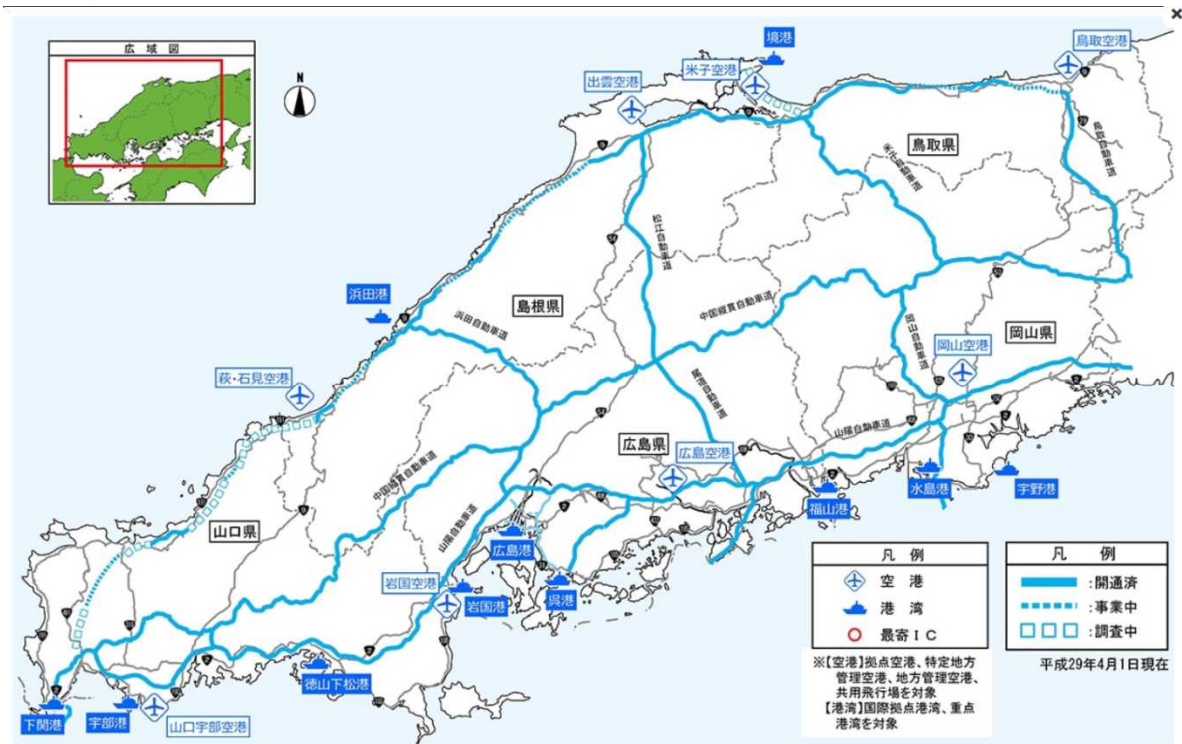 広域図
N
境港
鳥取空港
米子空港
出雲空港
鳥取県
鳥取自動車道
米子自動車道
松江自動車道
浜田港
島根県
浜田自動車道
中国縦貫自動車道
岡山自動車道
岡山県
岡山空港
萩・石見空港
尾道自動車道
山陽自動車道
広島県
広島空港
中国縦貫自動車道
山陽自動車道
山口県
水島港
宇野港
福山港
広島港
岩国空港
岩国港
呉港
徳山下松港
下関港
宇部港
山口宇部空港
凡例
空港
港湾
最寄IC
凡例
:開通済
:事業中
:調査中
※【空港】拠点空港、特定地方
管理空港、地方管理空港、
共用飛行場を対象
【港湾】国際拠点港湾、重点
港湾を対象
平成29年4月1日現在